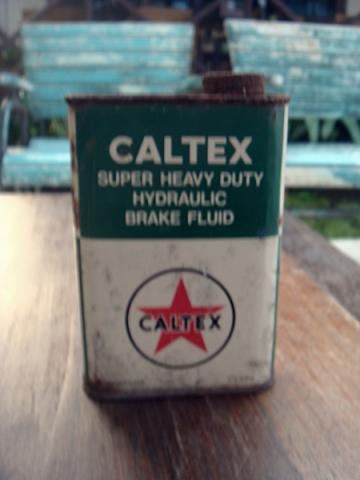 CALTEX
SUPER HEAVY DUTY
HYDRAULIC
BRAKE FLUID
CALTEX